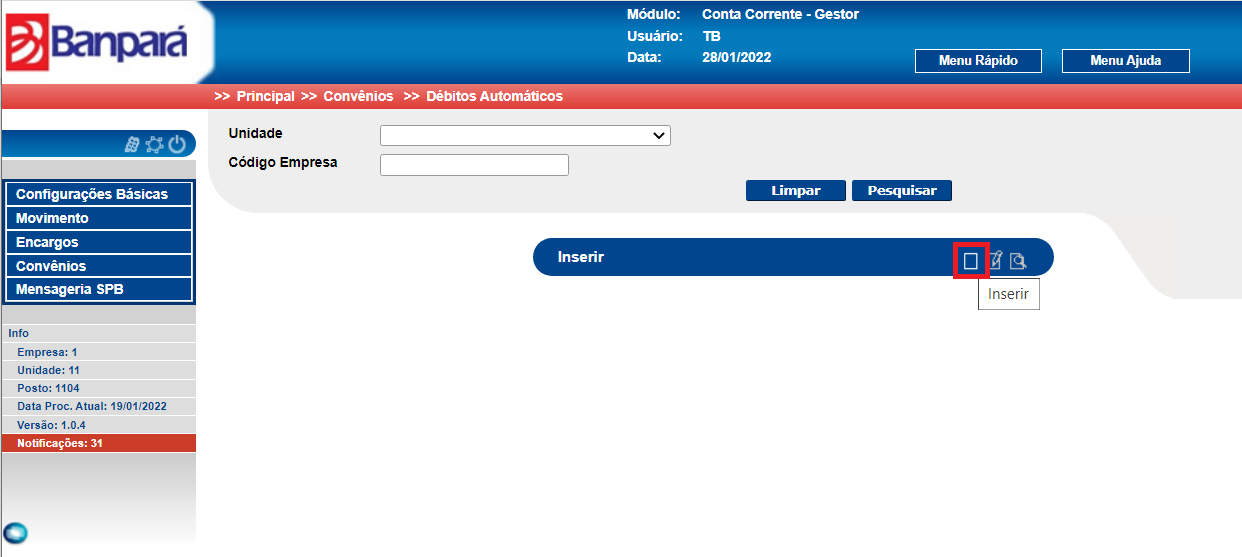 Banpará
Módulo: Conta Corrente - Gestor
Usuário: TB
Data: 28/01/2022
Menu Rápido
Menu Ajuda
>> Principal >> Convênios >> Débitos Automáticos
Unidade
Código Empresa
Limpar
Pesquisar
Configurações Básicas
Movimento
Encargos
Convênios
Mensageria SPB
Inserir
Inserir
Info
Empresa: 1
Unidade: 11
Posto: 1104
Data Proc. Atual: 19/01/2022
Versão: 1.0.4
Notificações: 31